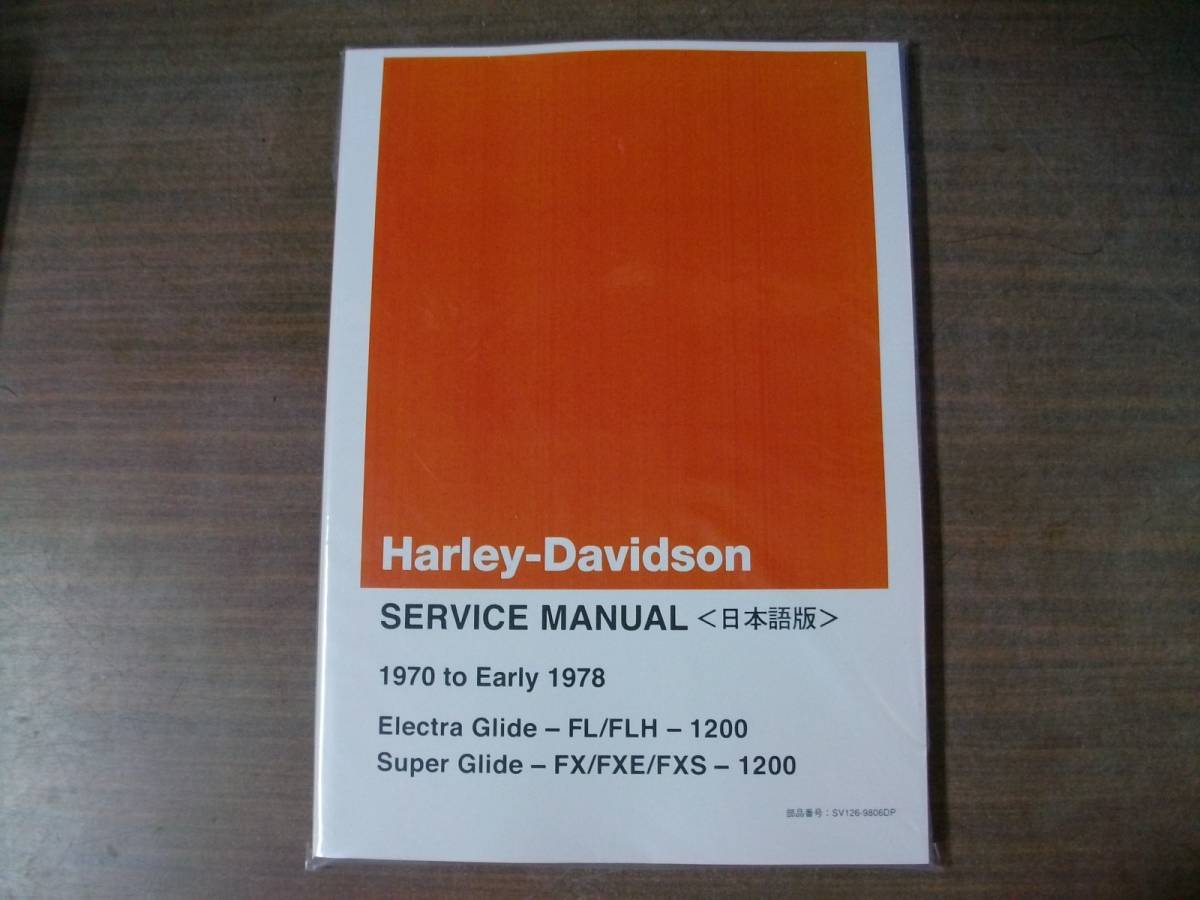 Harley-Davidson
SERVICE MANUAL <日本語版>
1970 to Early 1978
Electra Glide – FL/FLH – 1200
Super Glide – FX/FXE/FXS – 1200
部品番号：SV126-9806DP